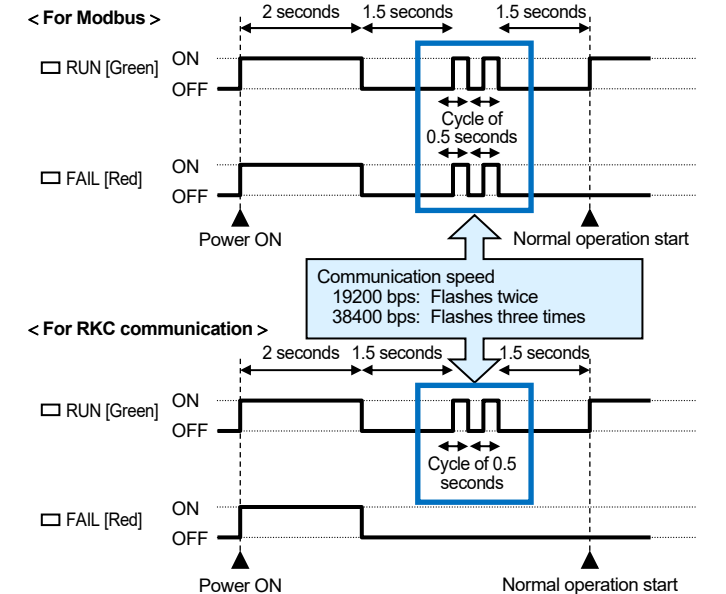 < For Modbus >
2 seconds 1.5 seconds 1.5 seconds
RUN [Green] ON
OFF
Cycle of
0.5 seconds
FAIL [Red] ON
OFF
Power ON Normal operation start
Communication speed
19200 bps: Flashes twice
38400 bps: Flashes three times
< For RKC communication >
2 seconds 1.5 seconds 1.5 seconds
RUN [Green] ON
OFF
Cycle of 0.5
seconds
FAIL [Red] ON
OFF
Power ON Normal operation start